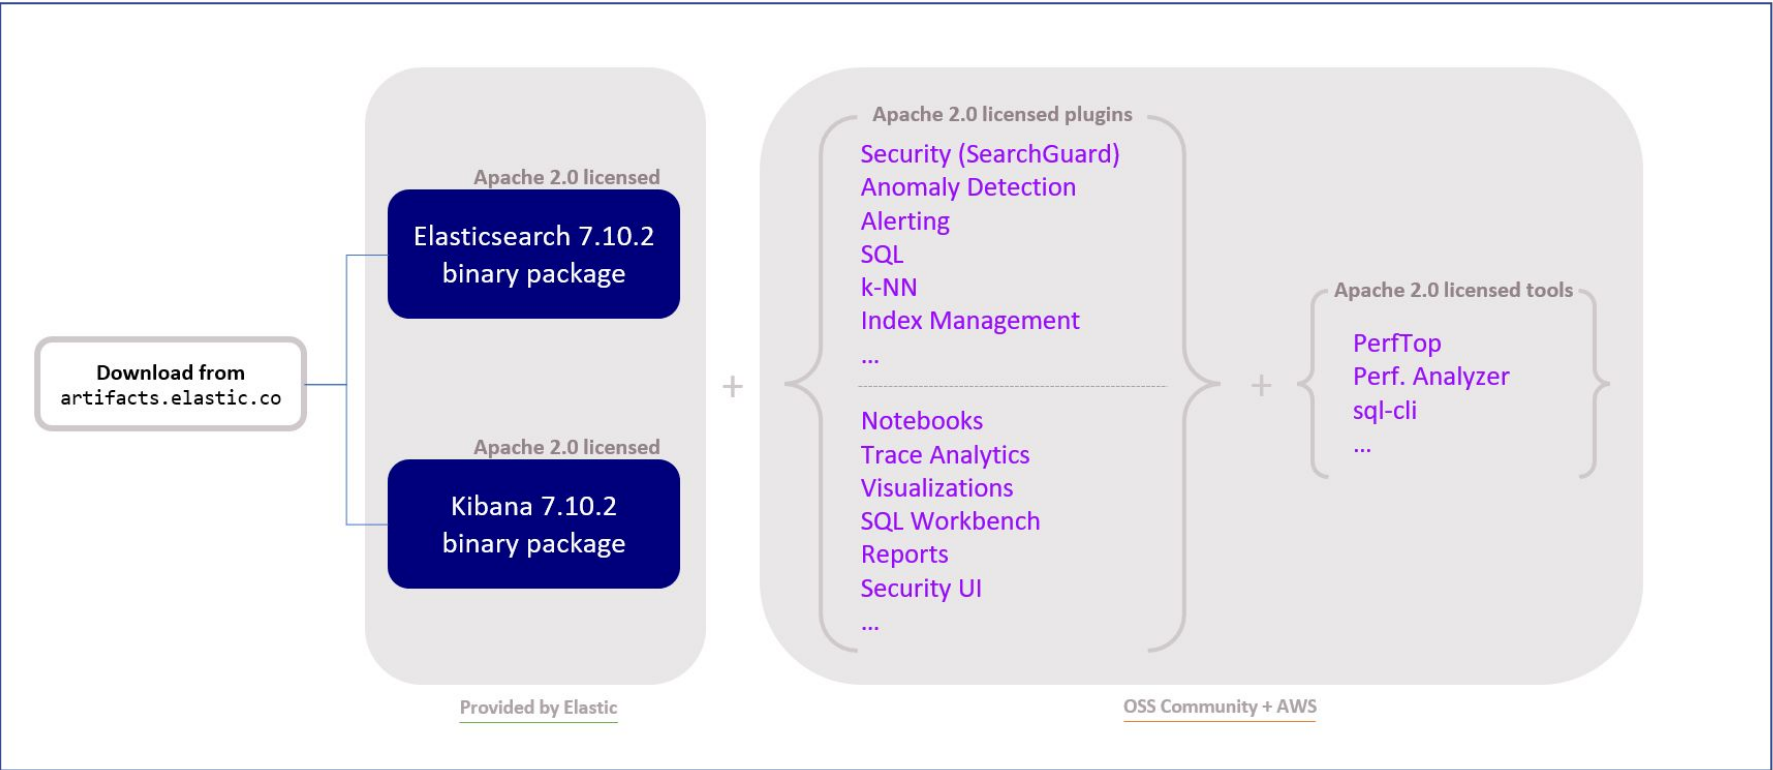 Download from
artifacts.elastic.co
Apache 2.0 licensed
Elasticsearch 7.10.2
binary package
Apache 2.0 licensed
Kibana 7.10.2
binary package
Provided by Elastic
+
Apache 2.0 licensed plugins
Security (SearchGuard)
Anomaly Detection
Alerting
SQL
k-NN
Index Management
...
Notebooks
Trace Analytics
Visualizations
SQL Workbench
Reports
Security UI
...
+
Apache 2.0 licensed tools
PerfTop
Perf. Analyzer
sql-cli
...
OSS Community + AWS